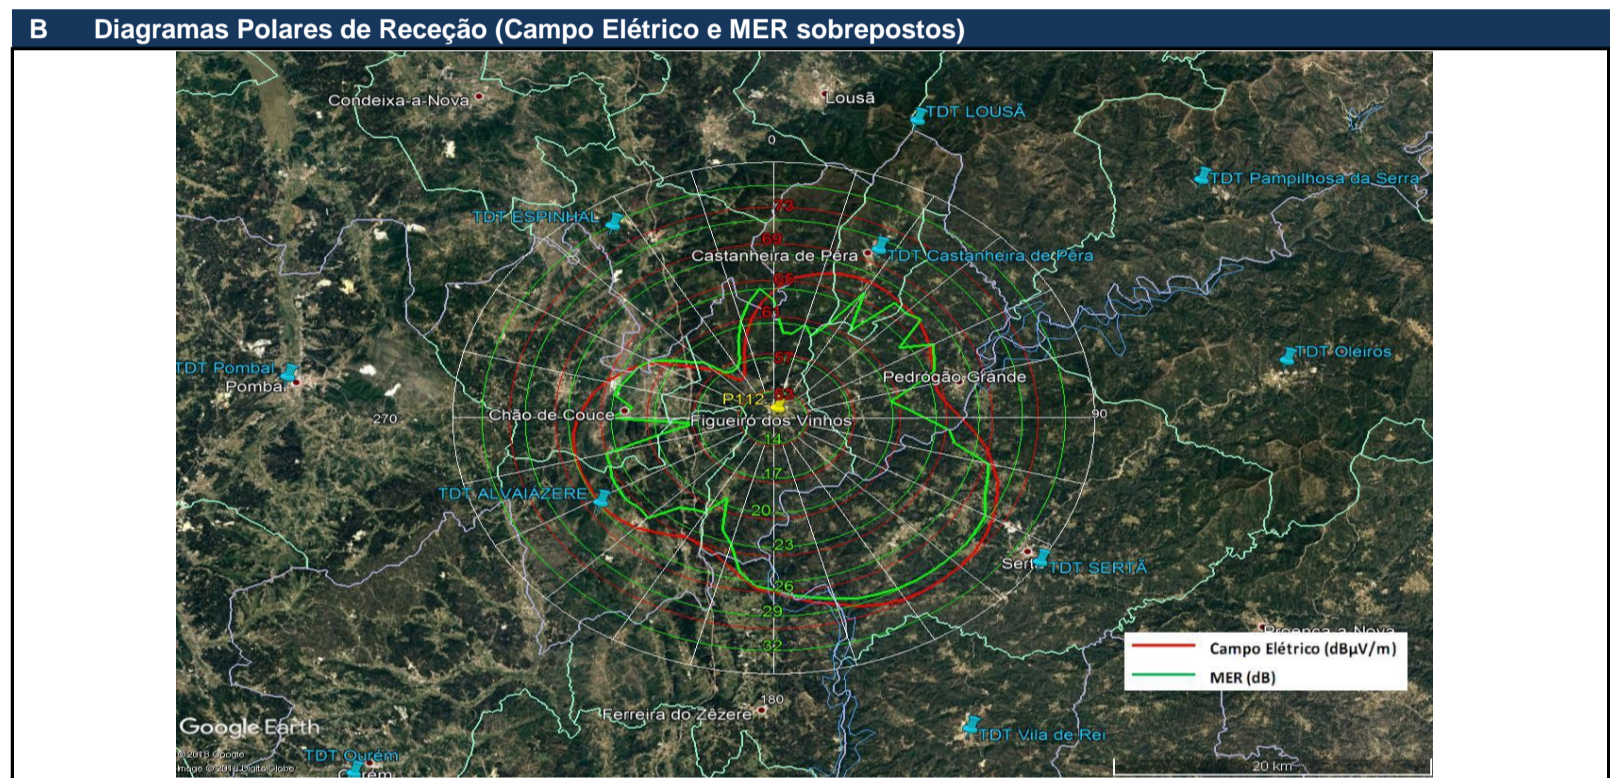 B Diagramas Polares de Receção (Campo Elétrico e MER sobrepostos)
Condeixa-a-Nova
Lousã
TDT LOUSÃ
0
TDT Pampilhosa da Serra
73
TDT ESPINHAL
69
Castanheira de Pêra
TDT Castanheira de Pêra
65
61
57
TDT Oleiros
TDT Pombal
Pombal
Pedrógão Grande
53
P112
270
Chão de Couce
Figueiró dos Vinhos
90
14
17
TDT ALVAIÁZERE
20
23
TDT SERTÃ
26
29
32
Campo Elétrico (dBµV/m)
MER (dB)
180
Ferreira do Zêzere
Google Earth
TDT Vila de Rei
TDT Ourém
Ourém
20 km